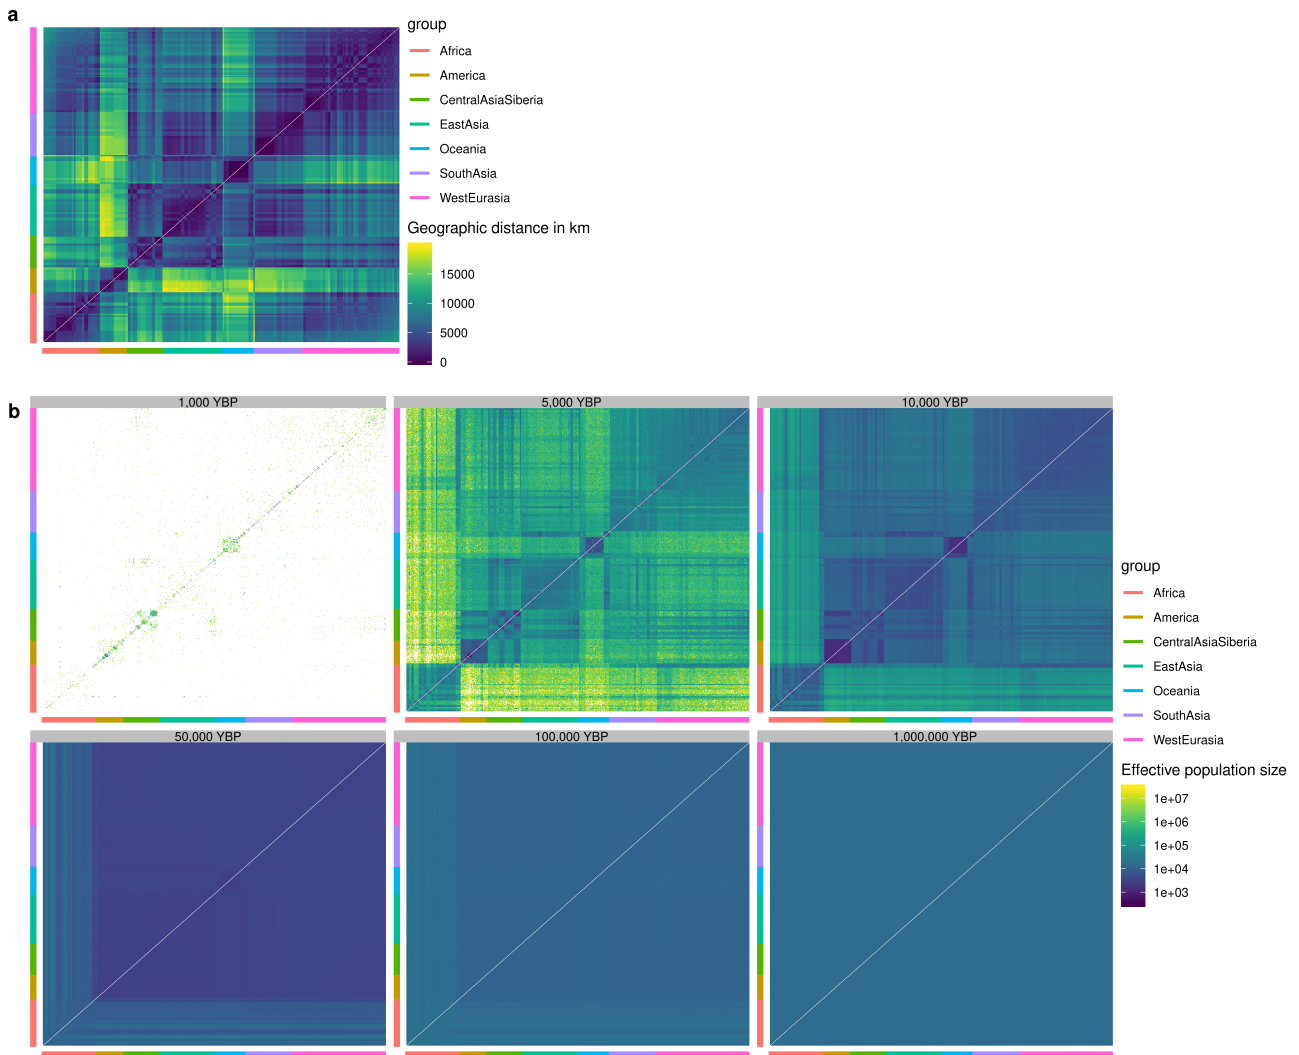 a
group
Africa
America
CentralAsiaSiberia
EastAsia
Oceania
SouthAsia
WestEurasia
Geographic distance in km
15000
10000
5000
0
b
1,000 YBP
5,000 YBP
10,000 YBP
50,000 YBP
100,000 YBP
1,000,000 YBP
group
Africa
America
CentralAsiaSiberia
EastAsia
Oceania
SouthAsia
WestEurasia
Effective population size
1e+07
1e+06
1e+05
1e+04
1e+03